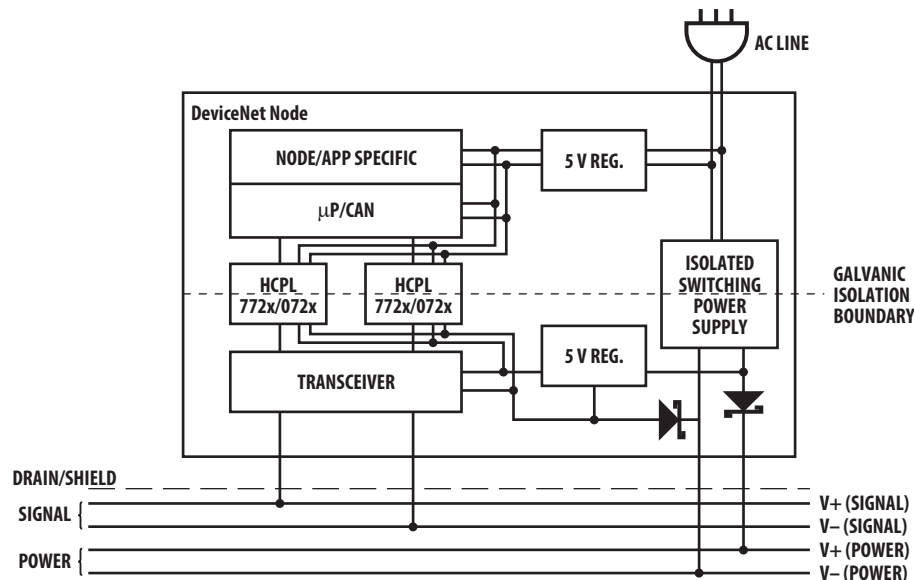 AC LINE
DeviceNet Node
NODE/APP SPECIFIC
5 V REG.
μP/CAN
HCPL
772x/072x
HCPL
772x/072x
ISOLATED
SWITCHING
POWER
SUPPLY
GALVANIC
ISOLATION
BOUNDARY
5 V REG.
TRANSCEIVER
DRAIN/SHIELD
SIGNAL
V+ (SIGNAL)
V– (SIGNAL)
POWER
V+ (POWER)
V– (POWER)